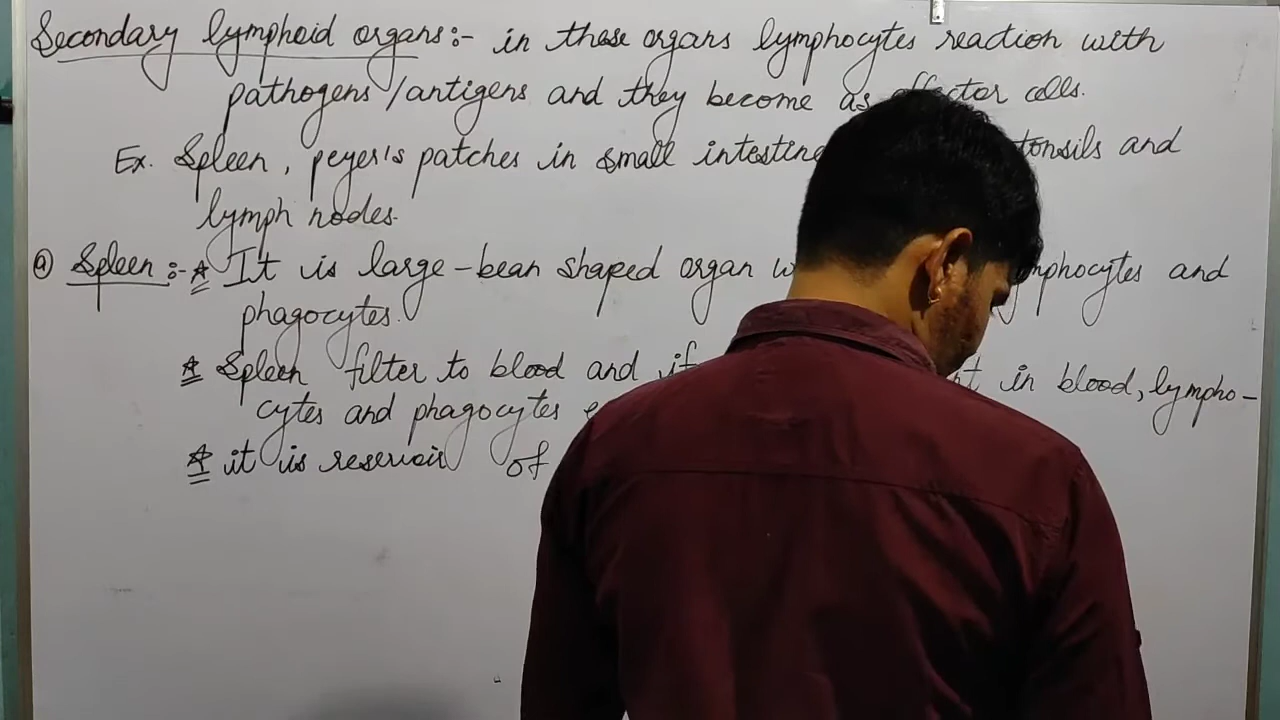 Secondary lymphoid organs:- in these organs lymphocytes reaction with
pathogens/antigens and they become as effector cells.
Ex. Spleen, peyer's patches in small intestine tonsils and
lymph nodes.
(a) Spleen:- * It is large-bean shaped organ lymphocytes and
phagocytes.
* Spleen filter to blood and if in blood, lympho-
cytes and phagocytes
* it is reservoir of